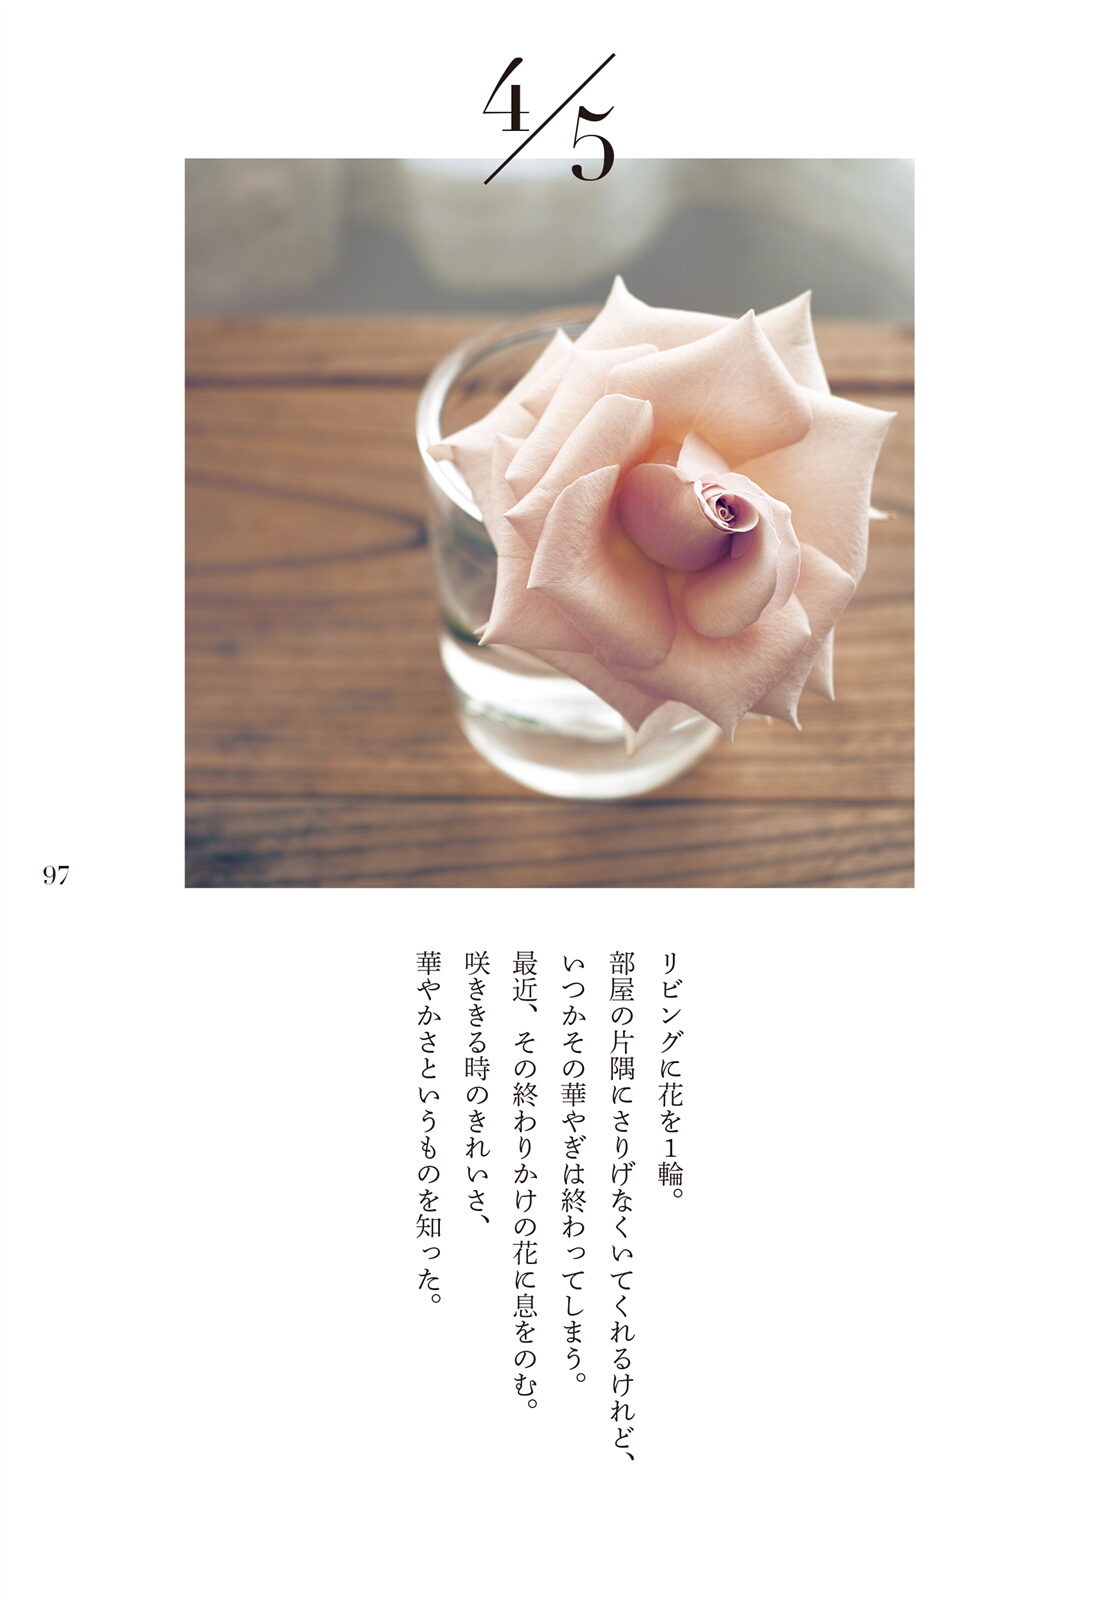 4/5
リビングに花を1輪。
部屋の片隅にさりげなくいてくれるけれど、
いつかその華やぎは終わってしまう。
最近、その終わりかけの花に息をのむ。
咲ききる時のきれいさ、
華やかさというものを知った。
97